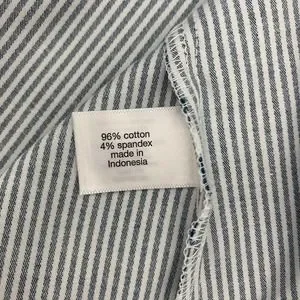 96% cotton
4% spandex
made in
Indonesia